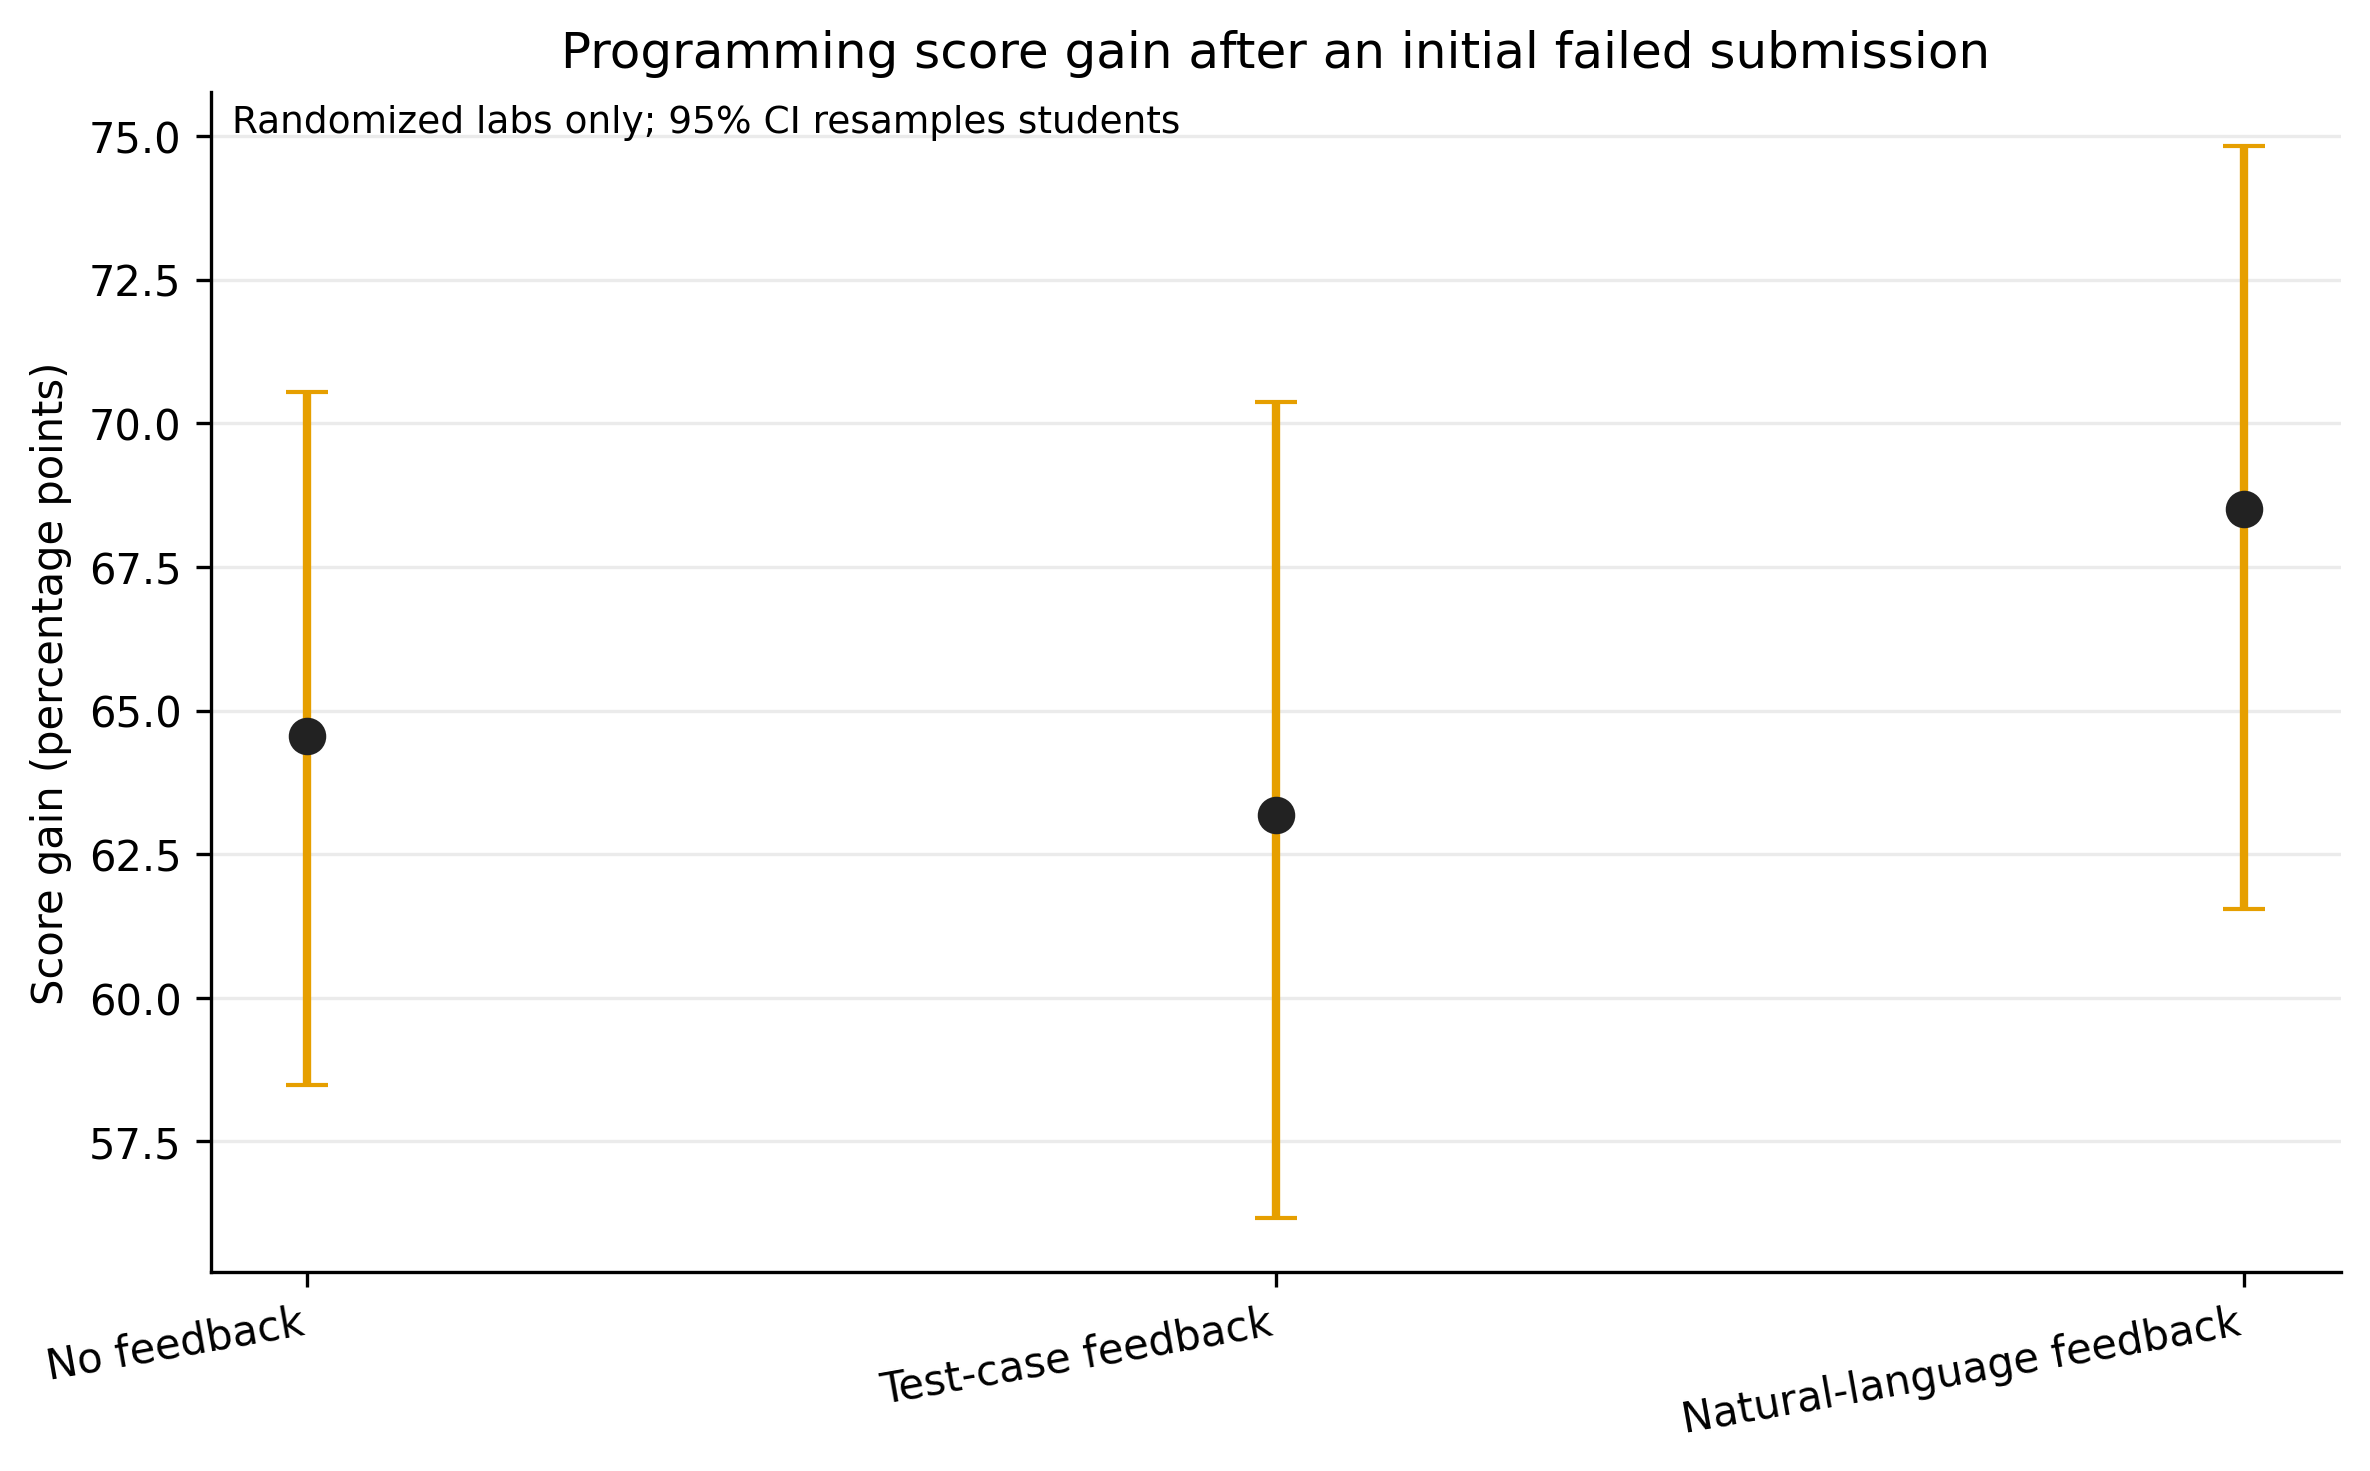 Programming score gain after an initial failed submission
Randomized labs only; 95% CI resamples students
Score gain (percentage points)
75.0
72.5
70.0
67.5
65.0
62.5
60.0
57.5
No feedback
Test-case feedback
Natural-language feedback